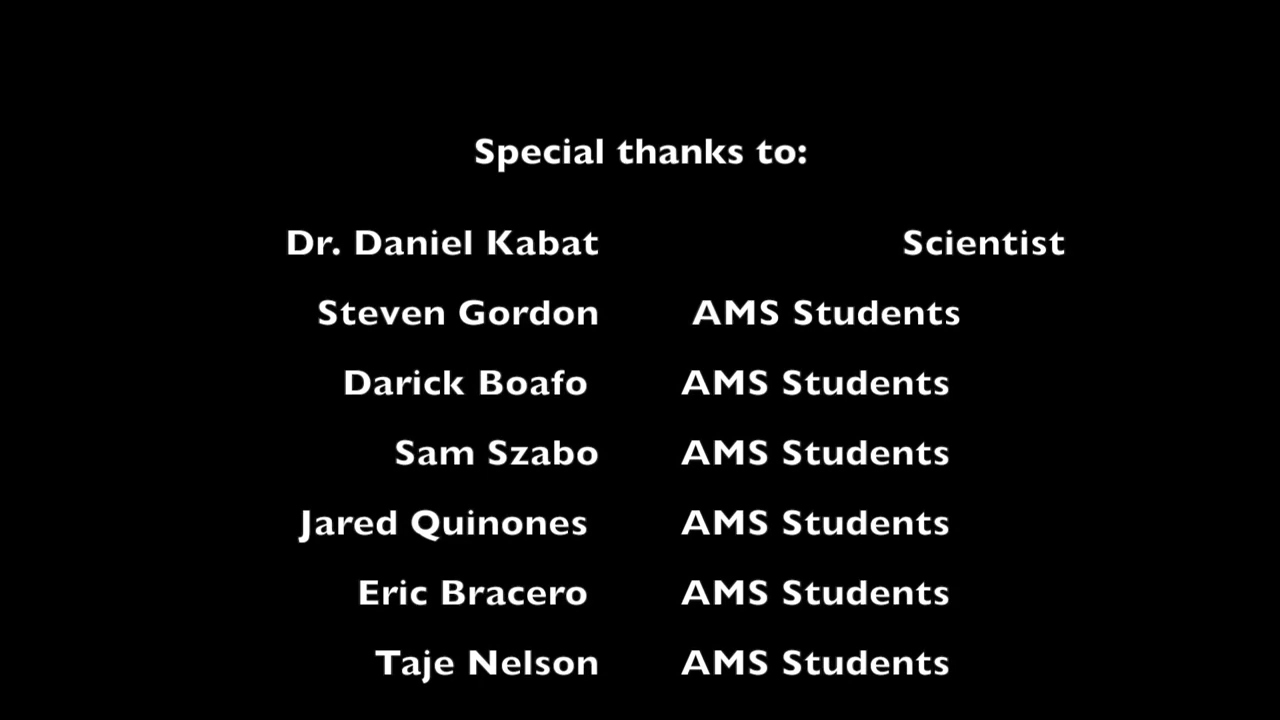 Special thanks to:
Dr. Daniel Kabat Scientist
Steven Gordon AMS Students
Darick Boafo AMS Students
Sam Szabo AMS Students
Jared Quinones AMS Students
Eric Bracero AMS Students
Taje Nelson AMS Students